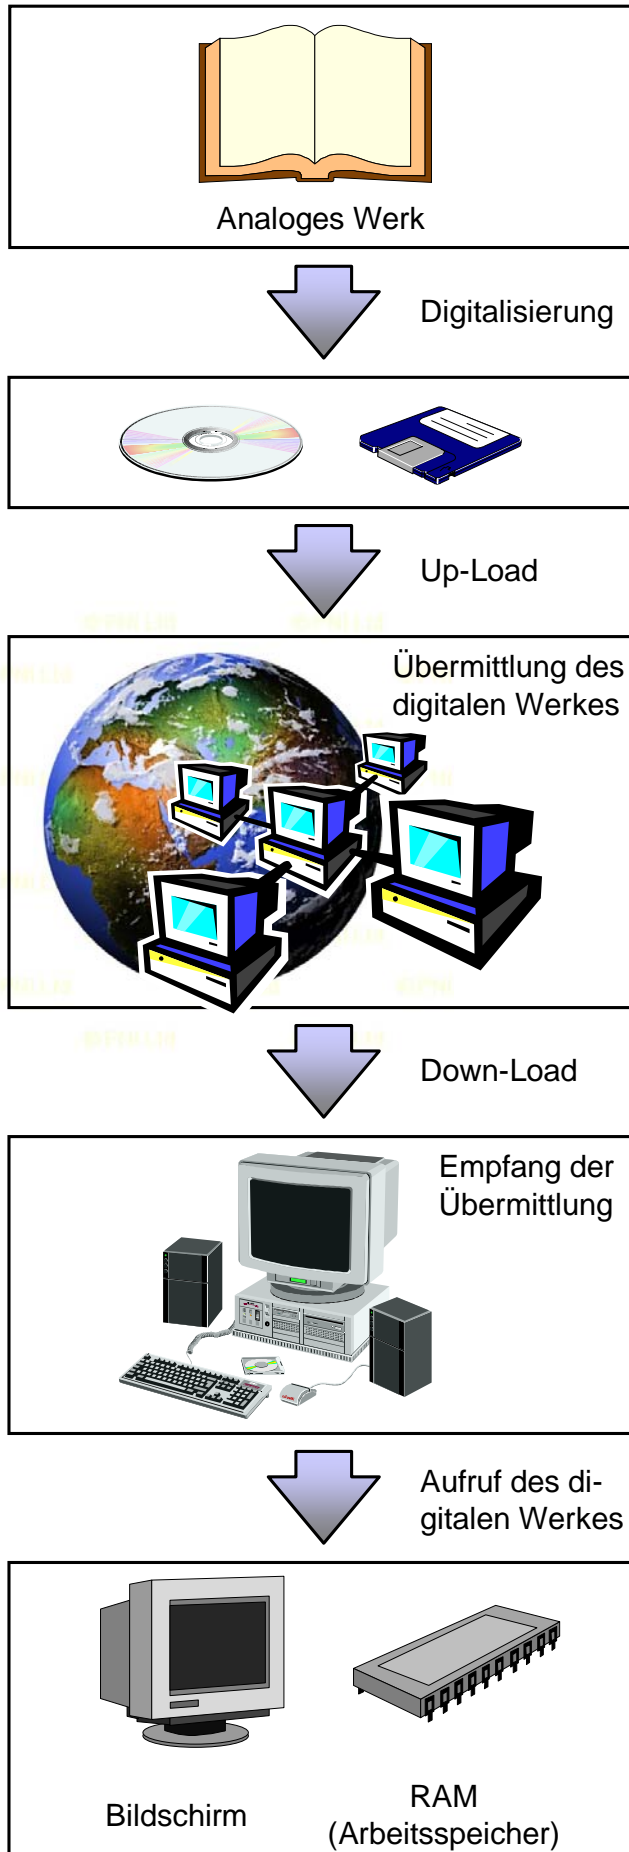 Analoges Werk
Digitalisierung
Up-Load
Übermittlung des
digitalen Werkes
Down-Load
Empfang der
Übermittlung
Aufruf des di-
gitalen Werkes
Bildschirm
RAM
(Arbeitsspeicher)